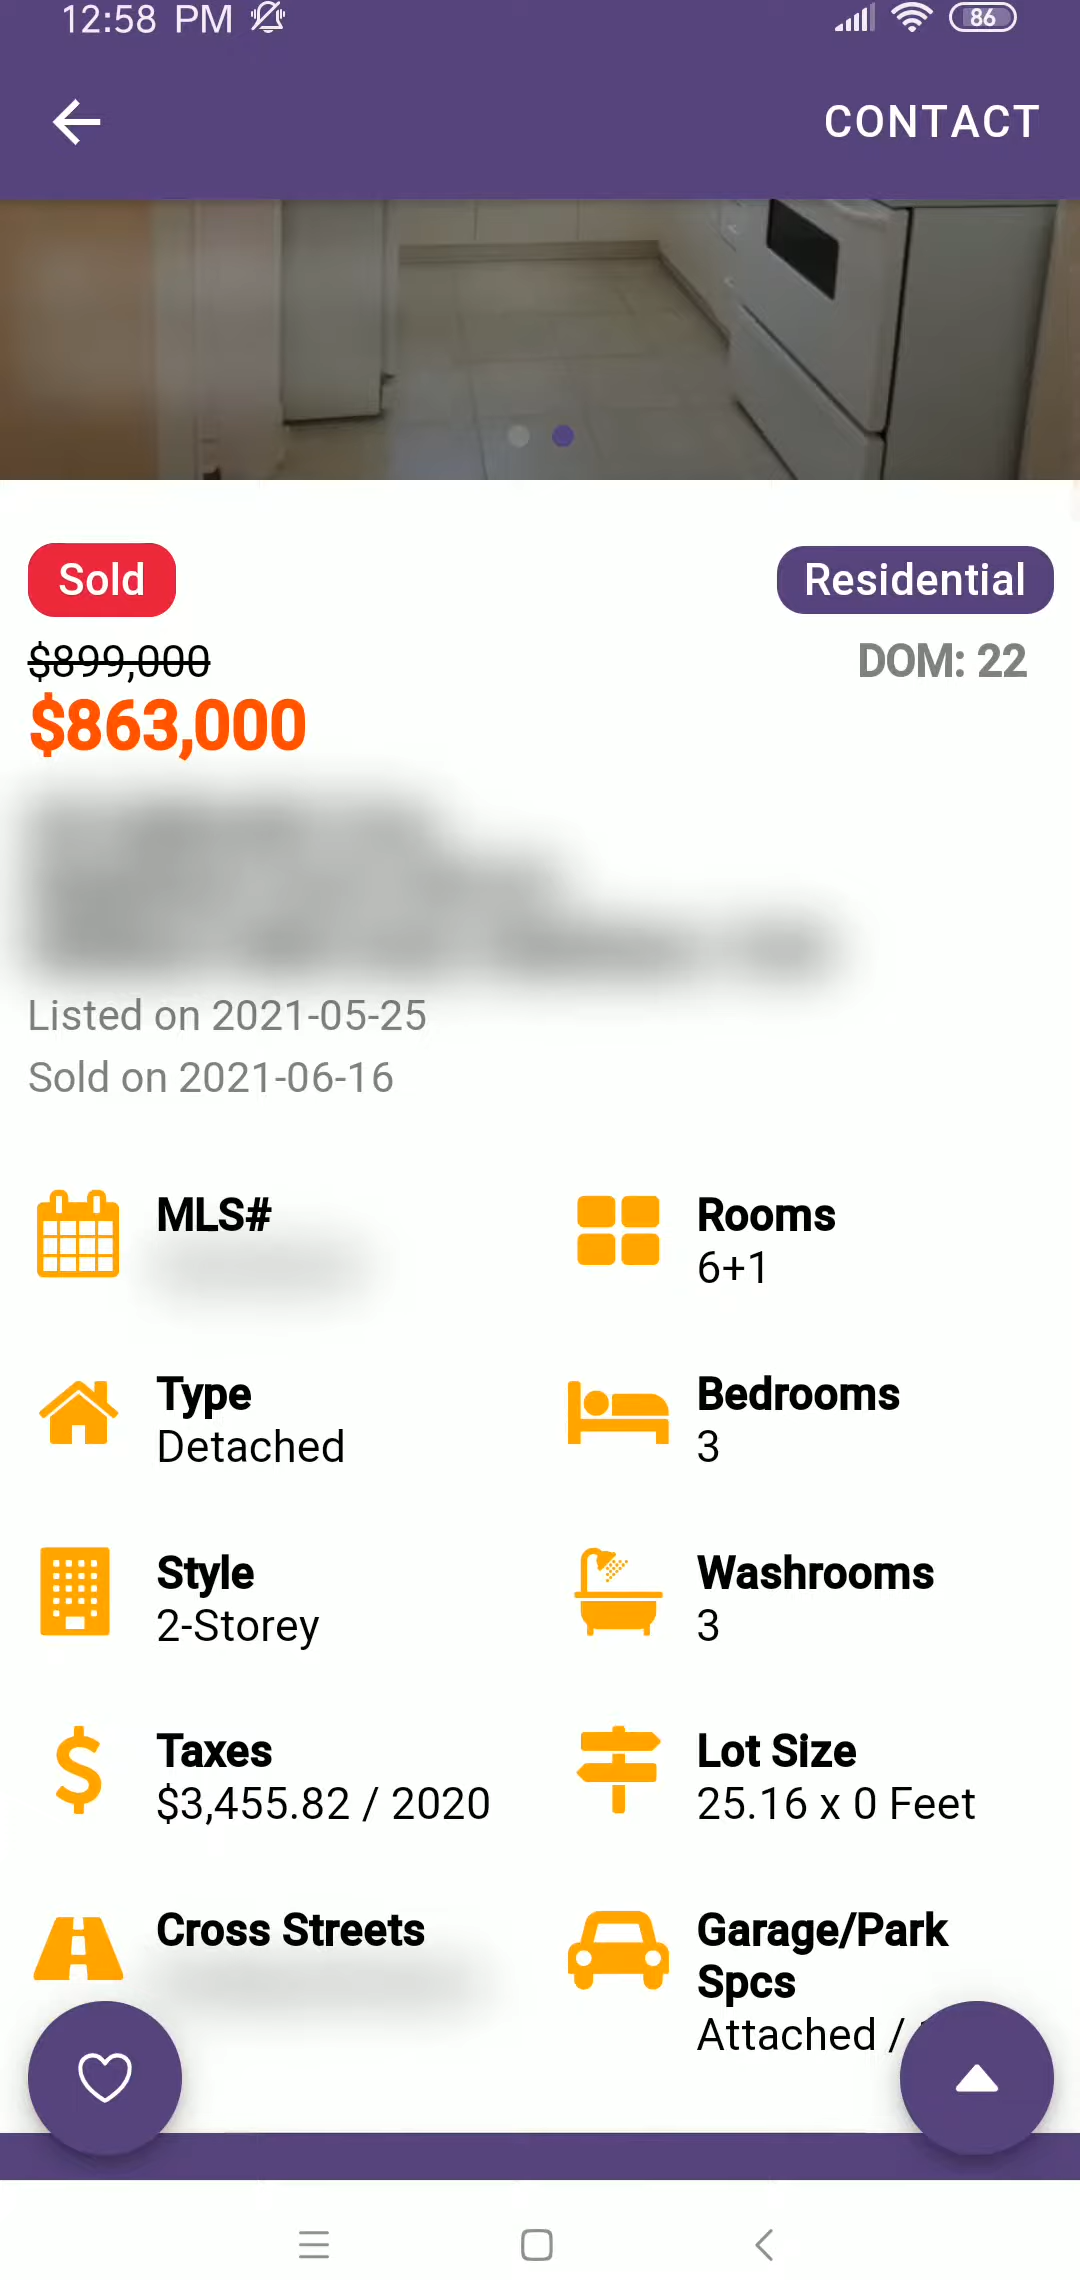 12:58 PM
86
CONTACT
Sold
Residential
$899,000
DOM: 22
$863,000
Listed on 2021-05-25
Sold on 2021-06-16
MLS#
Rooms
6+1
Type
Detached
Bedrooms
3
Style
2-Storey
Washrooms
3
Taxes
$3,455.82 / 2020
Lot Size
25.16 x 0 Feet
Cross Streets
Garage/Park
Spcs
Attached /